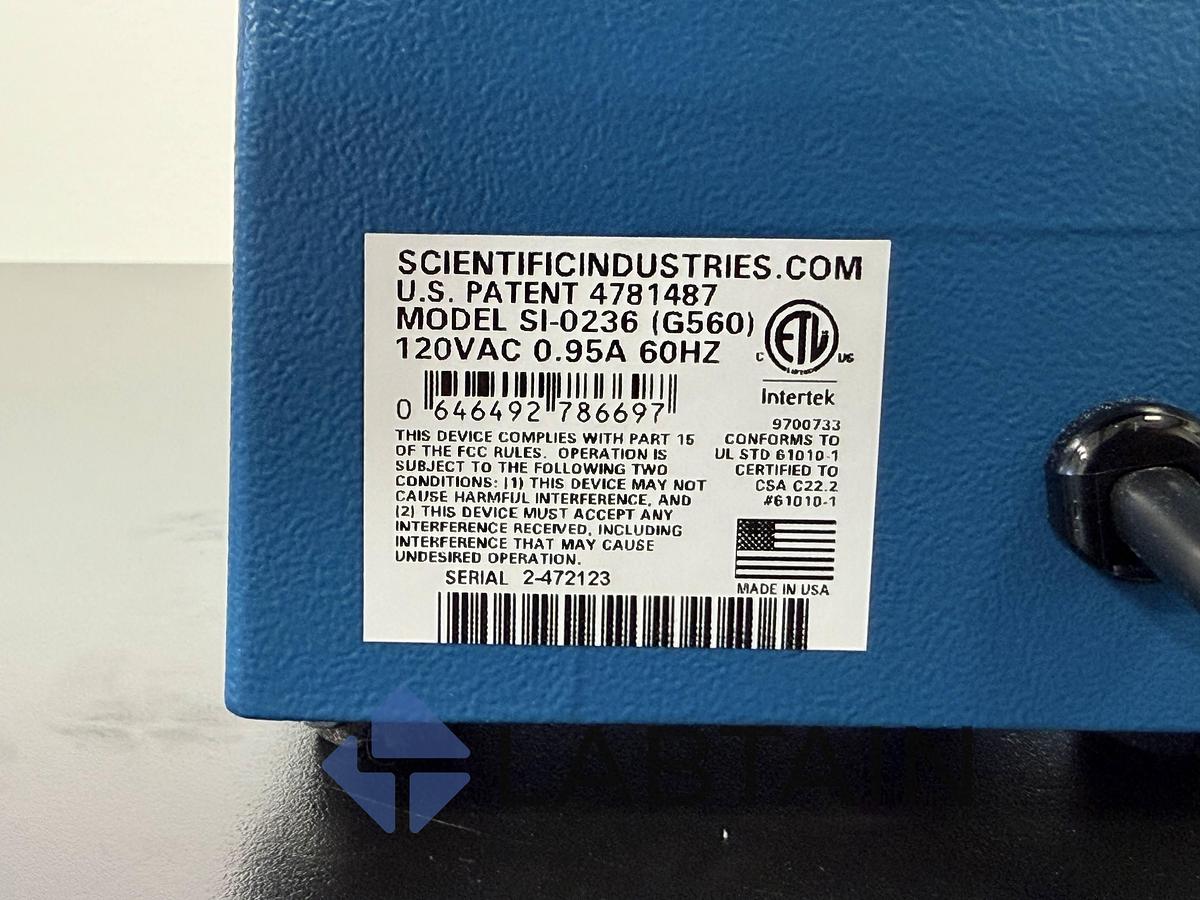 SCIENTIFICINDUSTRIES.COM
U.S. PATENT 4781487
MODEL SI-0236 (G560)
120VAC 0.95A 60HZ
ETL
C US
LISTED
Intertek
0 646492 786697
9700733
CONFORMS TO
UL STD 61010-1
CERTIFIED TO
CSA C22.2
#61010-1
THIS DEVICE COMPLIES WITH PART 15
OF THE FCC RULES. OPERATION IS
SUBJECT TO THE FOLLOWING TWO
CONDITIONS: (1) THIS DEVICE MAY NOT
CAUSE HARMFUL INTERFERENCE, AND
(2) THIS DEVICE MUST ACCEPT ANY
INTERFERENCE RECEIVED, INCLUDING
INTERFERENCE THAT MAY CAUSE
UNDESIRED OPERATION.
MADE IN USA
SERIAL 2-472123
LABTAIN